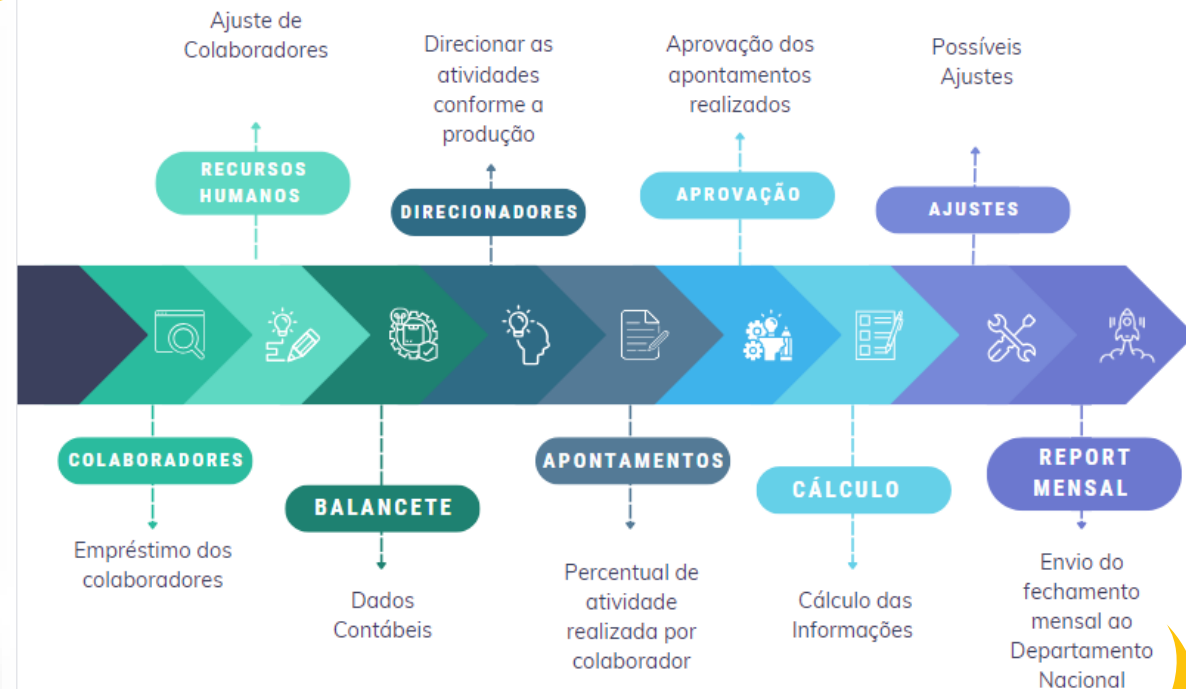 Ajuste de
Colaboradores
RECURSOS
HUMANOS
Direcionar as
atividades
conforme a
produção
DIRECIONADORES
Aprovação dos
apontamentos
realizados
APROVAÇÃO
Possíveis
Ajustes
AJUSTES
COLABORADORES
Empréstimo dos
colaboradores
BALANCETE
Dados
Contábeis
APONTAMENTOS
Percentual de
atividade
realizada por
colaborador
CÁLCULO
Cálculo das
Informações
REPORT
MENSAL
Envio do
fechamento
mensal ao
Departamento
Nacional